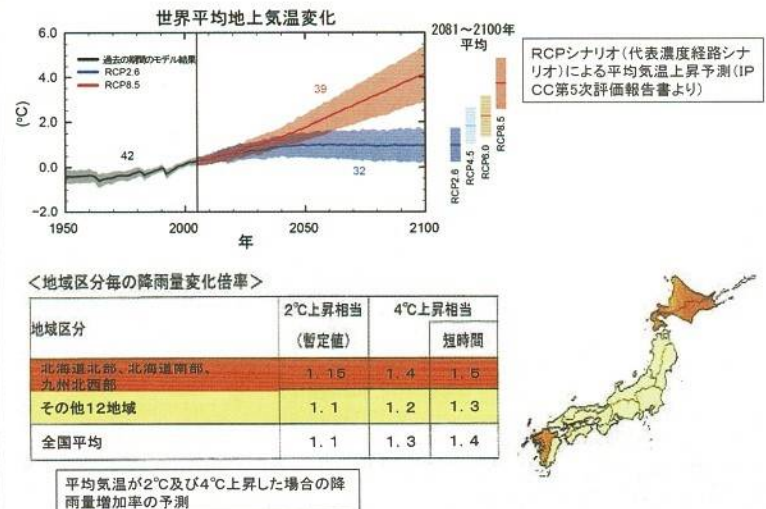 世界平均地上気温変化
6.0
4.0
2.0
0.0
−2.0
(℃)
過去の期間のモデル結果
RCP2.6
RCP8.5
42
39
32
1950
2000
2050
2100
年
2081～2100年
平均
RCP2.6
RCP4.5
RCP6.0
RCP8.5
RCPシナリオ(代表濃度経路シナ
リオ)による平均気温上昇予測(IP
CC第5次評価報告書より)
＜地域区分毎の降雨量変化倍率＞
地域区分 2℃上昇相当 4℃上昇相当
(暫定値) 短時間
北海道北部、北海道南部、
九州北西部 1.15 1.4 1.5
その他12地域 1.1 1.2 1.3
全国平均 1.1 1.3 1.4
平均気温が2℃及び4℃上昇した場合の降
雨量増加率の予測